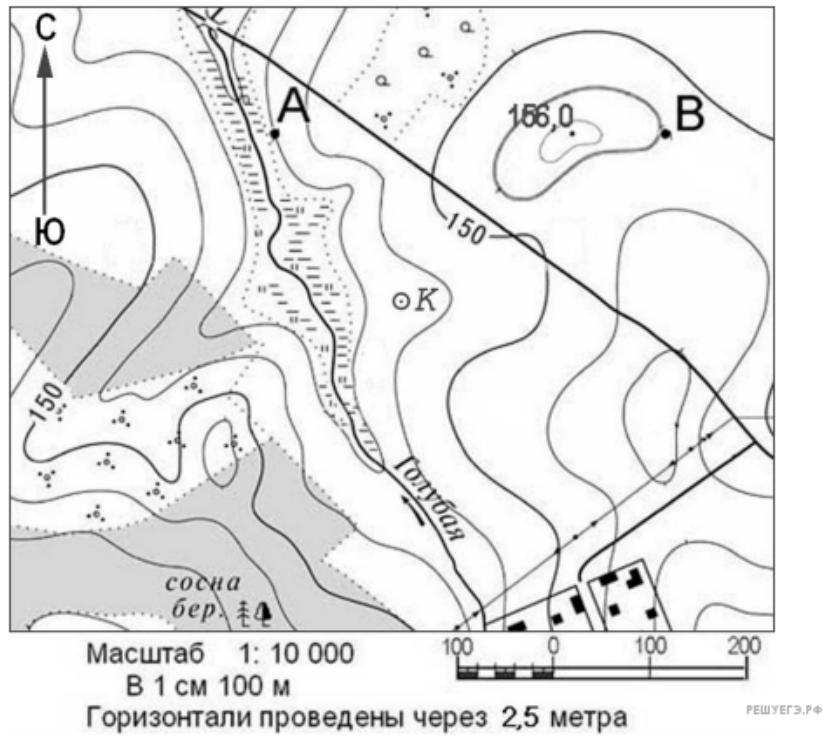 С
А
156,0
В
Ю
150
К
150
Голубая
сосна
бер.
Масштаб 1: 10 000
В 1 см 100 м
Горизонтали проведены через 2,5 метра
100 0 100 200
РЕШУЕГЭ.РФ